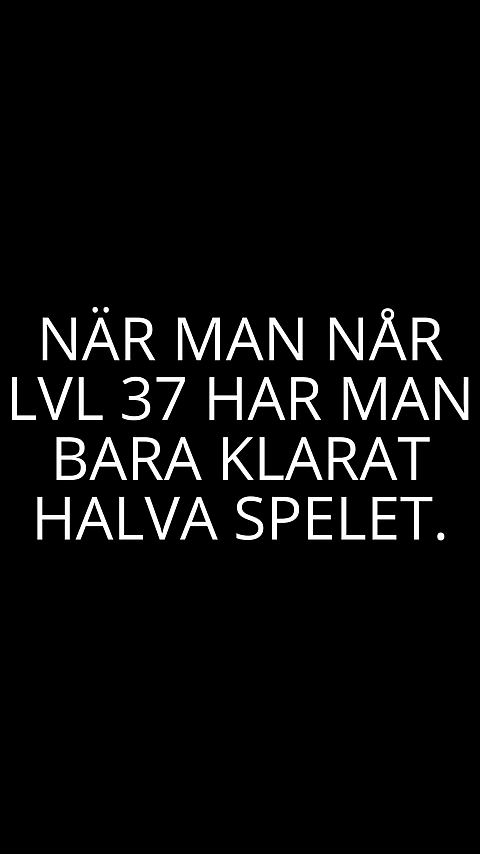 NÄR MAN NÅR
LVL 37 HAR MAN
BARA KLARAT
HALVA SPELET.